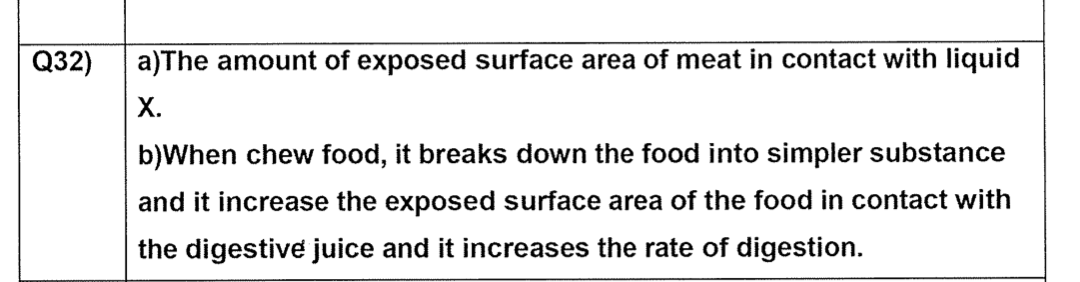 Q32) a)The amount of exposed surface area of meat in contact with liquid
X.
b)When chew food, it breaks down the food into simpler substance
and it increase the exposed surface area of the food in contact with
the digestive juice and it increases the rate of digestion.